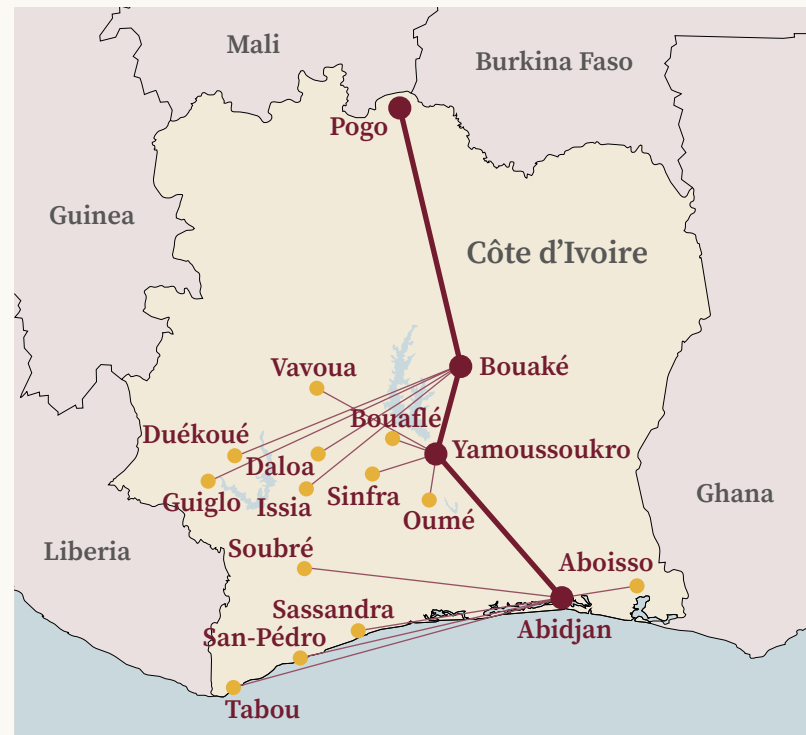 Mali
Burkina Faso
Pogo
Guinea
Côte d’Ivoire
Vavoua
Bouaké
Bouaflé
Duékoué
Yamoussoukro
Daloa
Guiglo
Issia
Sinfra
Ghana
Oumé
Liberia
Soubré
Aboisso
Sassandra
San-Pédro
Abidjan
Tabou